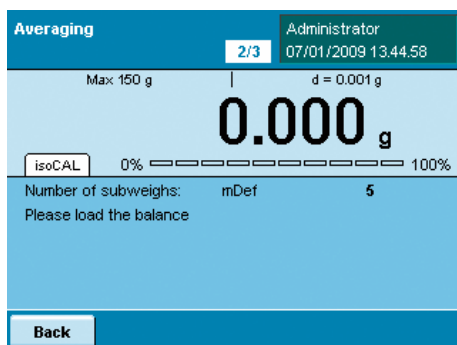 Averaging
Administrator
2/3
07/01/2009 13.44.58
Max 150 g
d = 0.001 g
0.000 g
isoCAL
0%
100%
Number of subweighs: mDef 5
Please load the balance
Back